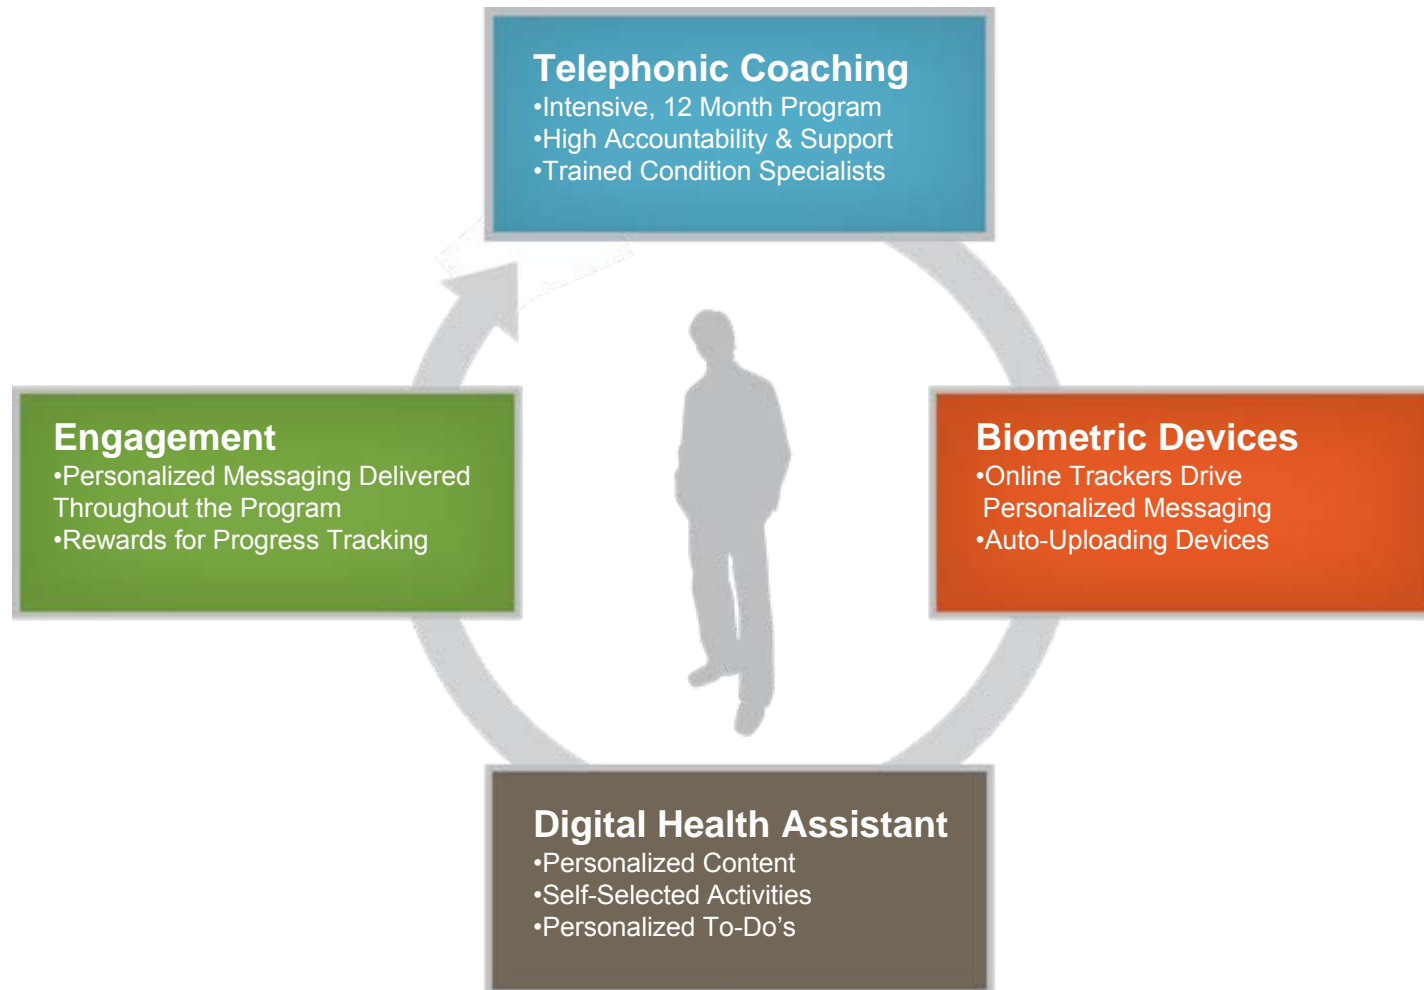 Telephonic Coaching
•Intensive, 12 Month Program
•High Accountability & Support
•Trained Condition Specialists
Engagement
•Personalized Messaging Delivered
Throughout the Program
•Rewards for Progress Tracking
Biometric Devices
•Online Trackers Drive
Personalized Messaging
•Auto-Uploading Devices
Digital Health Assistant
•Personalized Content
•Self-Selected Activities
•Personalized To-Do’s